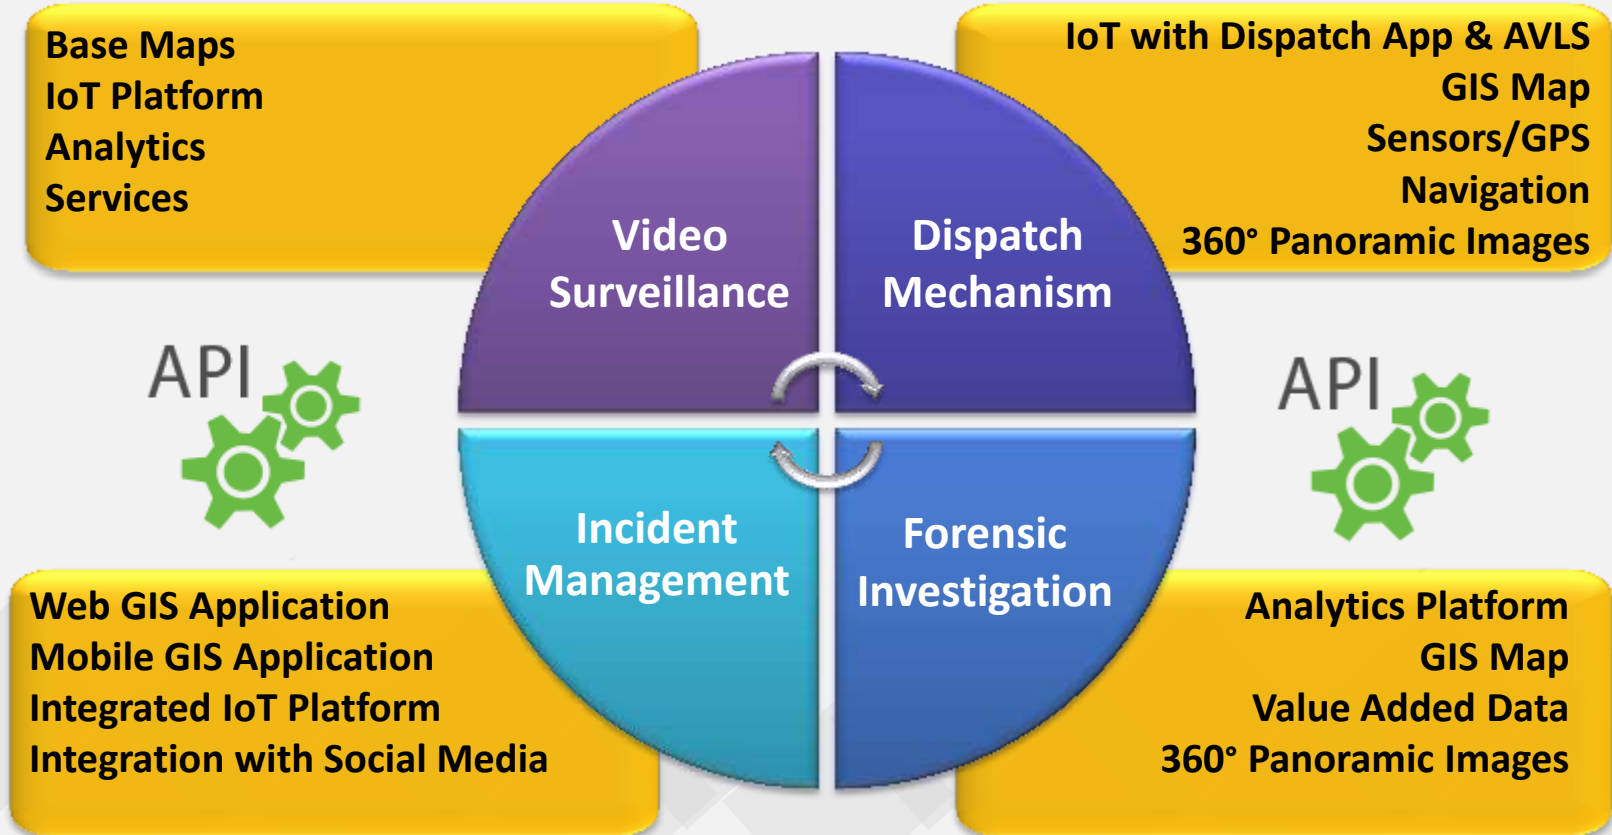 Base Maps
IoT Platform
Analytics
Services
IoT with Dispatch App & AVLS
GIS Map
Sensors/GPS
Navigation
360° Panoramic Images
Video
Surveillance
Dispatch
Mechanism
API
API
Incident
Management
Forensic
Investigation
Web GIS Application
Mobile GIS Application
Integrated IoT Platform
Integration with Social Media
Analytics Platform
GIS Map
Value Added Data
360° Panoramic Images